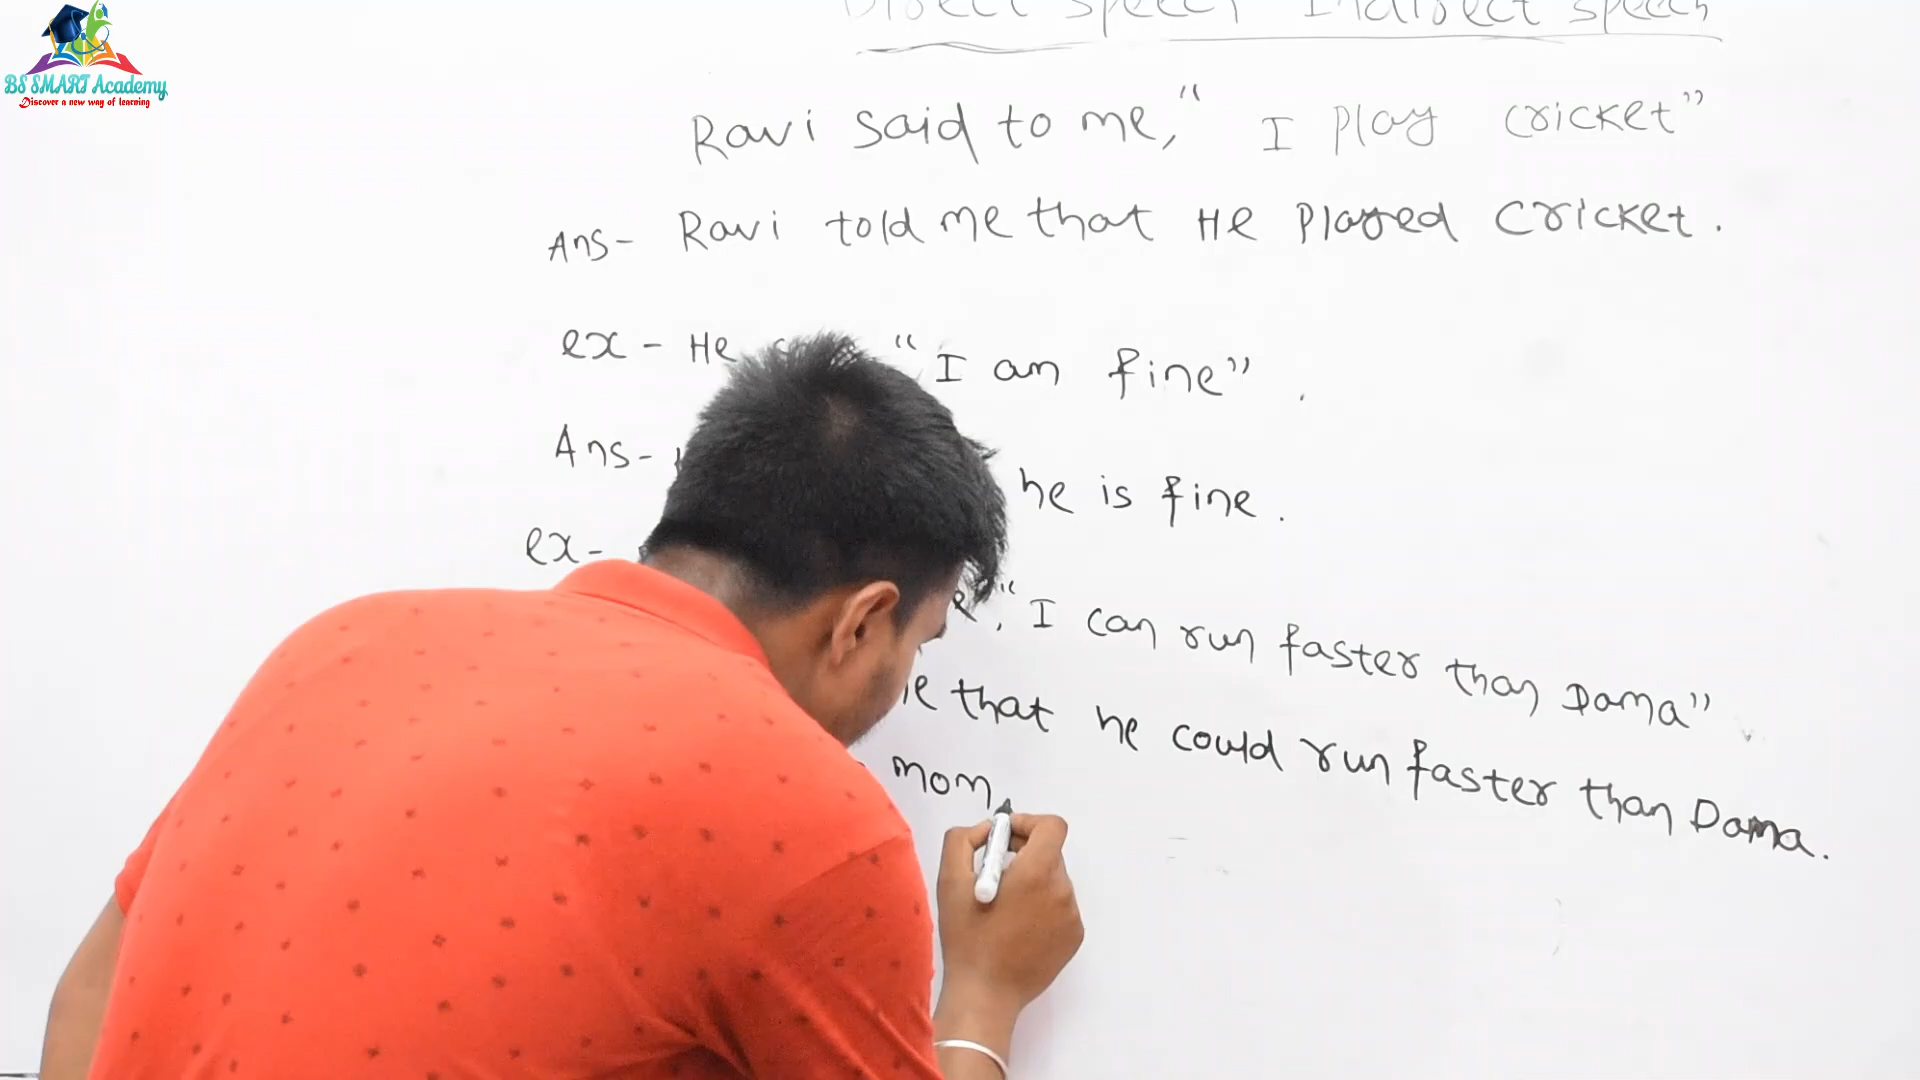 BS SMART Academy
Discover a new way of learning
Direct speech Indirect speech
Ravi said to me, “ I play cricket”
Ans- Ravi told me that He played cricket.
ex - He “I am fine” .
Ans- he is fine.
ex- ,“I can run faster than Dama”
that he could run faster than Dama.
mom